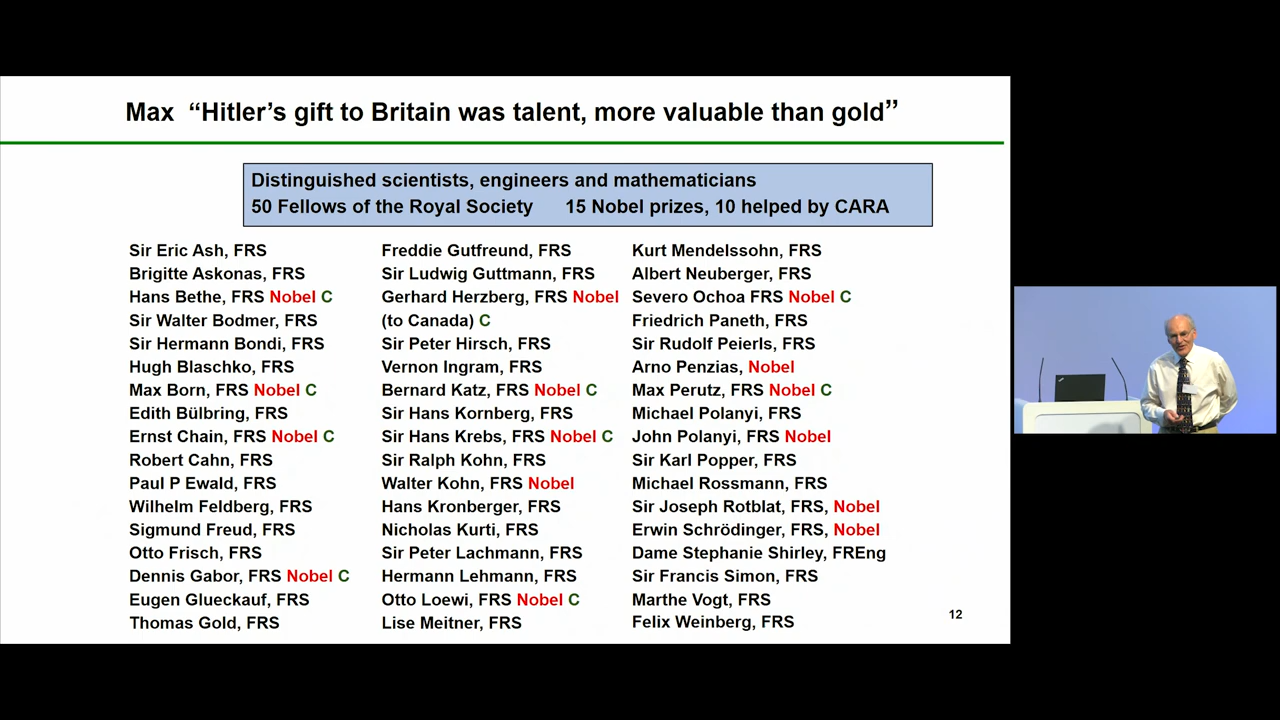 Max “Hitler’s gift to Britain was talent, more valuable than gold”
Distinguished scientists, engineers and mathematicians
50 Fellows of the Royal Society 15 Nobel prizes, 10 helped by CARA
Sir Eric Ash, FRS
Brigitte Askonas, FRS
Hans Bethe, FRS Nobel C
Sir Walter Bodmer, FRS
Sir Hermann Bondi, FRS
Hugh Blaschko, FRS
Max Born, FRS Nobel C
Edith Bülbring, FRS
Ernst Chain, FRS Nobel C
Robert Cahn, FRS
Paul P Ewald, FRS
Wilhelm Feldberg, FRS
Sigmund Freud, FRS
Otto Frisch, FRS
Dennis Gabor, FRS Nobel C
Eugen Glueckauf, FRS
Thomas Gold, FRS
Freddie Gutfreund, FRS
Sir Ludwig Guttmann, FRS
Gerhard Herzberg, FRS Nobel
(to Canada) C
Sir Peter Hirsch, FRS
Vernon Ingram, FRS
Bernard Katz, FRS Nobel C
Sir Hans Kornberg, FRS
Sir Hans Krebs, FRS Nobel C
Sir Ralph Kohn, FRS
Walter Kohn, FRS Nobel
Hans Kronberger, FRS
Nicholas Kurti, FRS
Sir Peter Lachmann, FRS
Hermann Lehmann, FRS
Otto Loewi, FRS Nobel C
Lise Meitner, FRS
Kurt Mendelssohn, FRS
Albert Neuberger, FRS
Severo Ochoa FRS Nobel C
Friedrich Paneth, FRS
Sir Rudolf Peierls, FRS
Arno Penzias, Nobel
Max Perutz, FRS Nobel C
Michael Polanyi, FRS
John Polanyi, FRS Nobel
Sir Karl Popper, FRS
Michael Rossmann, FRS
Sir Joseph Rotblat, FRS, Nobel
Erwin Schrödinger, FRS, Nobel
Dame Stephanie Shirley, FREng
Sir Francis Simon, FRS
Marthe Vogt, FRS
Felix Weinberg, FRS
12